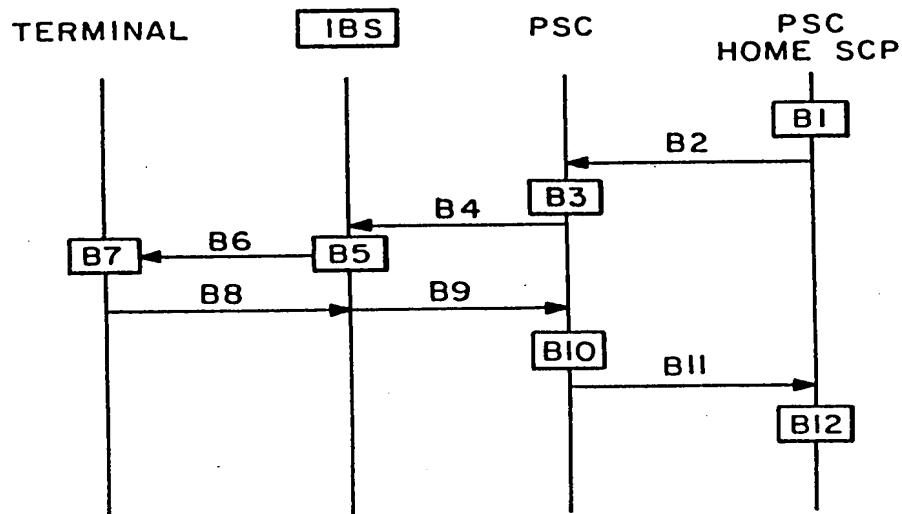 TERMINAL
IBS
PSC
PSC
HOME SCP
B1
B2
B3
B4
B5
B6
B7
B8
B9
B10
B11
B12